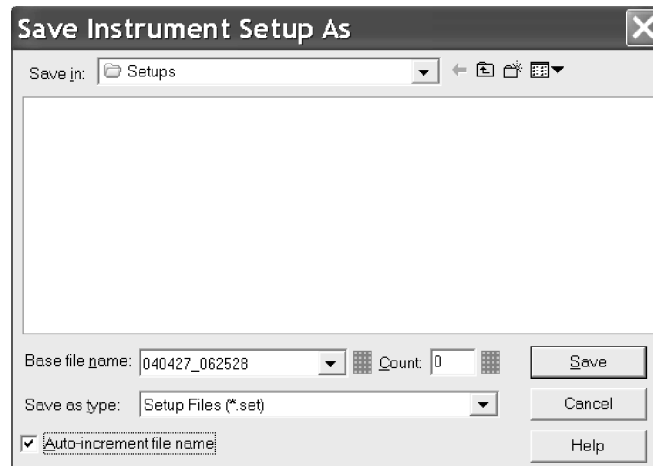 Save Instrument Setup As
Save in: Setups
Base file name: 040427_062528 Count: 0 Save
Save as type: Setup Files (*.set) Cancel
Auto-increment file name Help